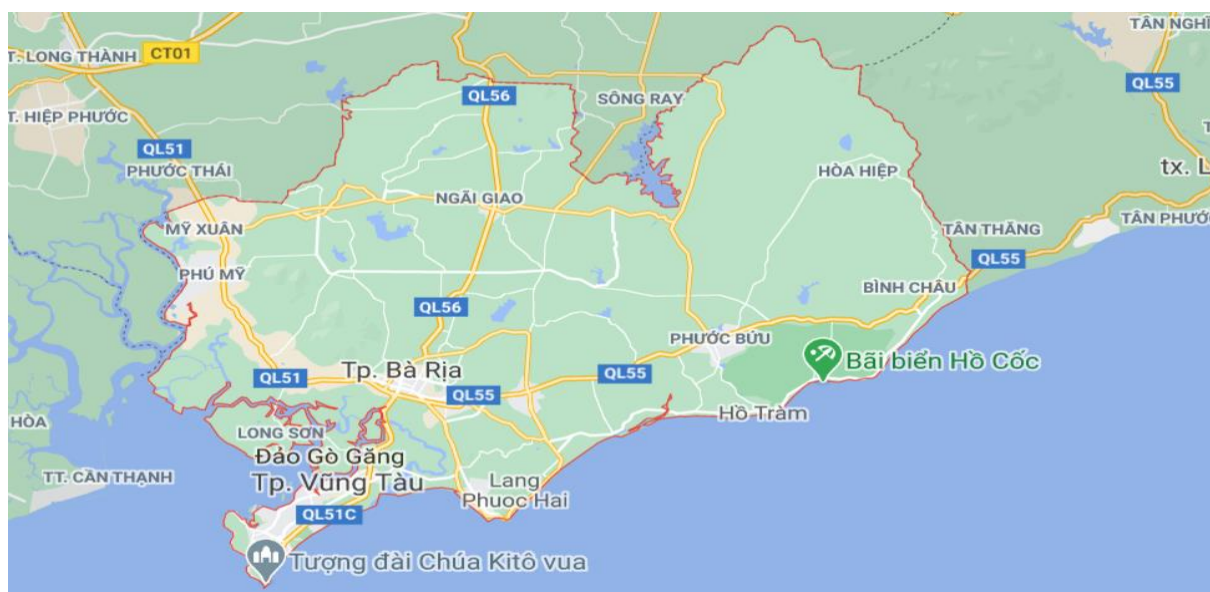 TÂN NGHĨ
T. LONG THÀNH
CT01
QL55
QL56
SÔNG RAY
T. HIỆP PHƯỚC
QL51
PHƯỚC THÁI
HÒA HIỆP
tx. L
NGÃI GIAO
TÂN PHƯỚ
MỸ XUÂN
TÂN THẮNG
QL55
PHÚ MỸ
BÌNH CHÂU
QL56
PHƯỚC BỬU
Bãi biển Hồ Cốc
Tp. Bà Rịa
QL51
QL55
QL55
Hồ Tràm
HÒA
LONG SƠN
Đảo Gò Găng
TT. CẦN THẠNH
Tp. Vũng Tàu
Lang
Phuoc Hai
QL51C
Tượng đài Chúa Kitô vua